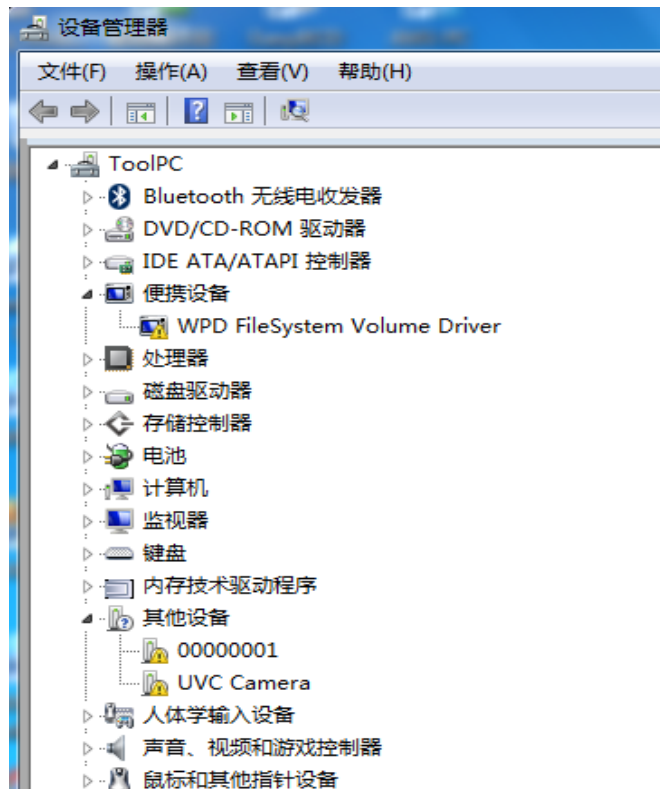 设备管理器
文件(F) 操作(A) 查看(V) 帮助(H)
ToolPC
Bluetooth 无线电收发器
DVD/CD-ROM 驱动器
IDE ATA/ATAPI 控制器
便携设备
WPD FileSystem Volume Driver
处理器
磁盘驱动器
存储控制器
电池
计算机
监视器
键盘
内存技术驱动程序
其他设备
00000001
UVC Camera
人体学输入设备
声音、视频和游戏控制器
鼠标和其他指针设备